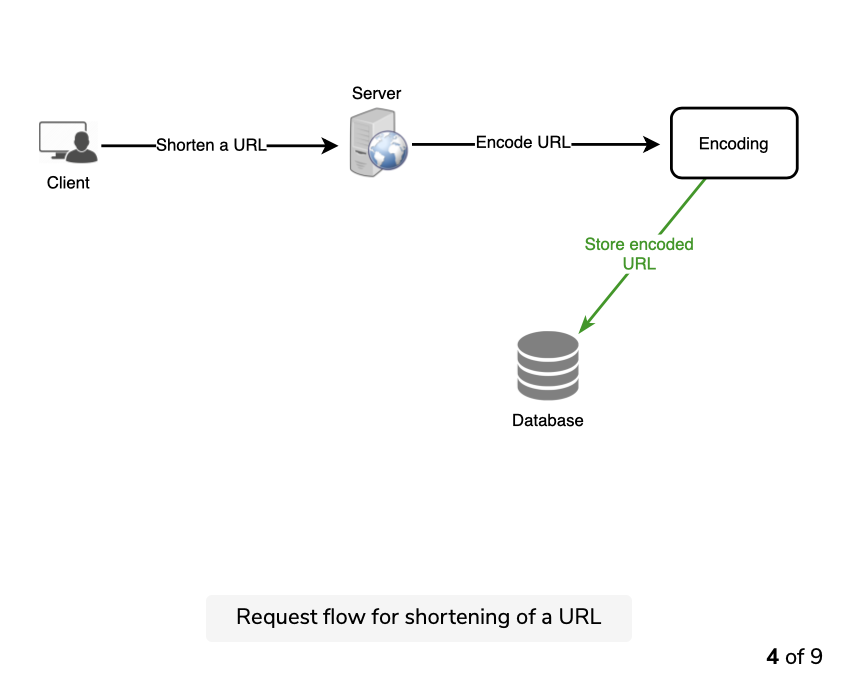 Server
Shorten a URL
Encode URL
Encoding
Client
Store encoded
URL
Database
Request flow for shortening of a URL
4 of 9